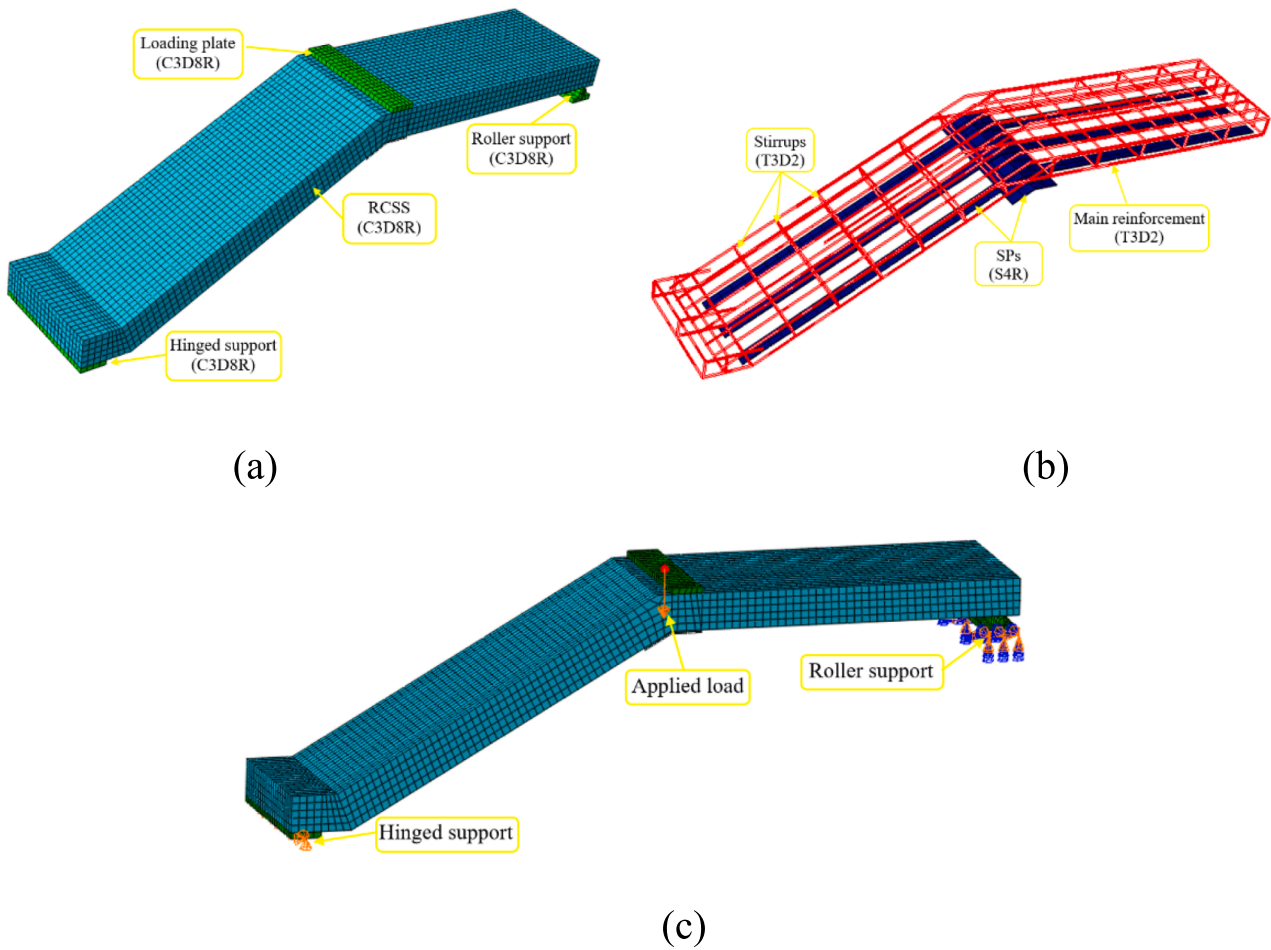 Loading plate
(C3D8R)
Roller support
(C3D8R)
RCSS
(C3D8R)
Hinged support
(C3D8R)
(a)
Stirrups
(T3D2)
Main reinforcement
(T3D2)
SPs
(S4R)
(b)
Applied load
Roller support
Hinged support
(c)